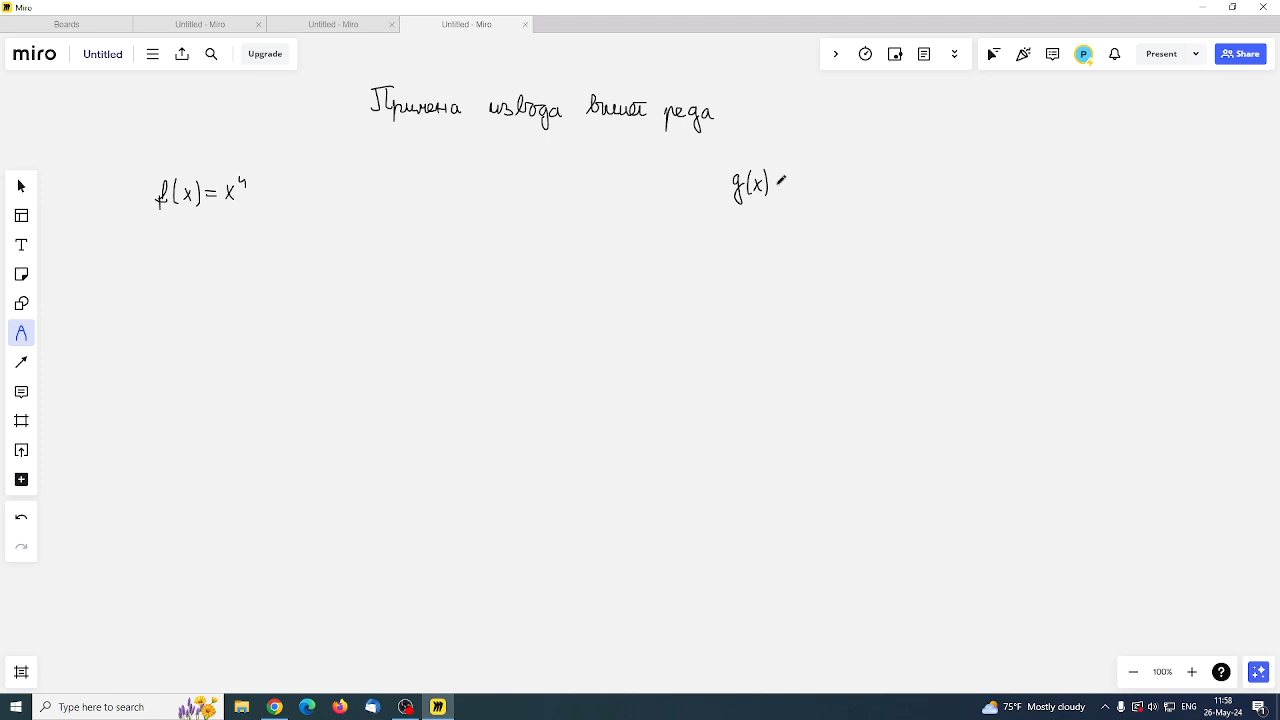 Miro
Boards
Untitled - Miro
Untitled - Miro
Untitled - Miro
miro
Untitled
Upgrade
P
Present
Share
Примена извода вишег реда
f(x) = x⁴
g(x)
100%
Type here to search
75°F Mostly cloudy
ENG
11:58
26-May-24